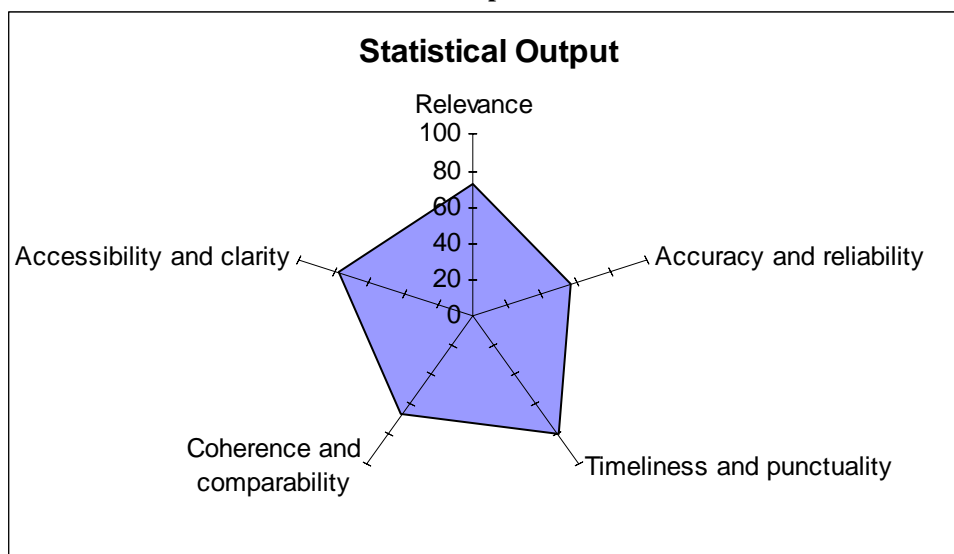 Statistical Output
Relevance
100
80
60
40
20
0
Accessibility and clarity
Accuracy and reliability
Coherence and
comparability
Timeliness and punctuality